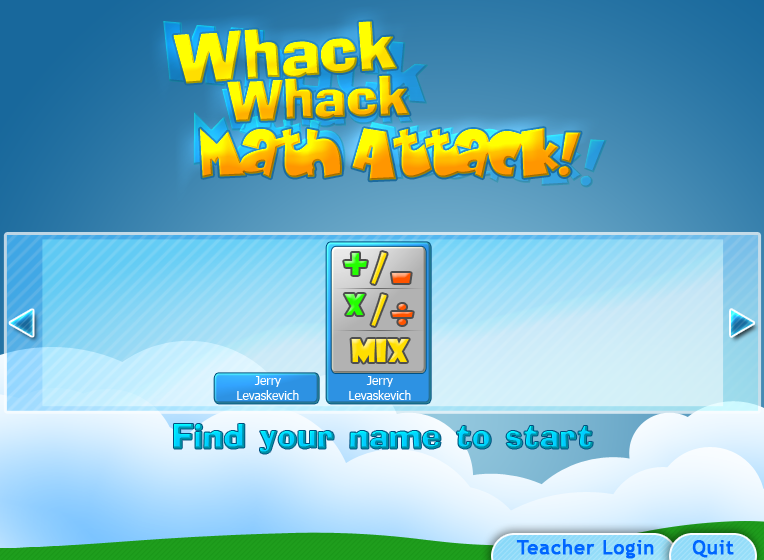 Whack
Whack
Math Attack!
+/-
x/÷
MIX
Jerry
Levaskevich
Jerry
Levaskevich
Find your name to start
Teacher Login
Quit